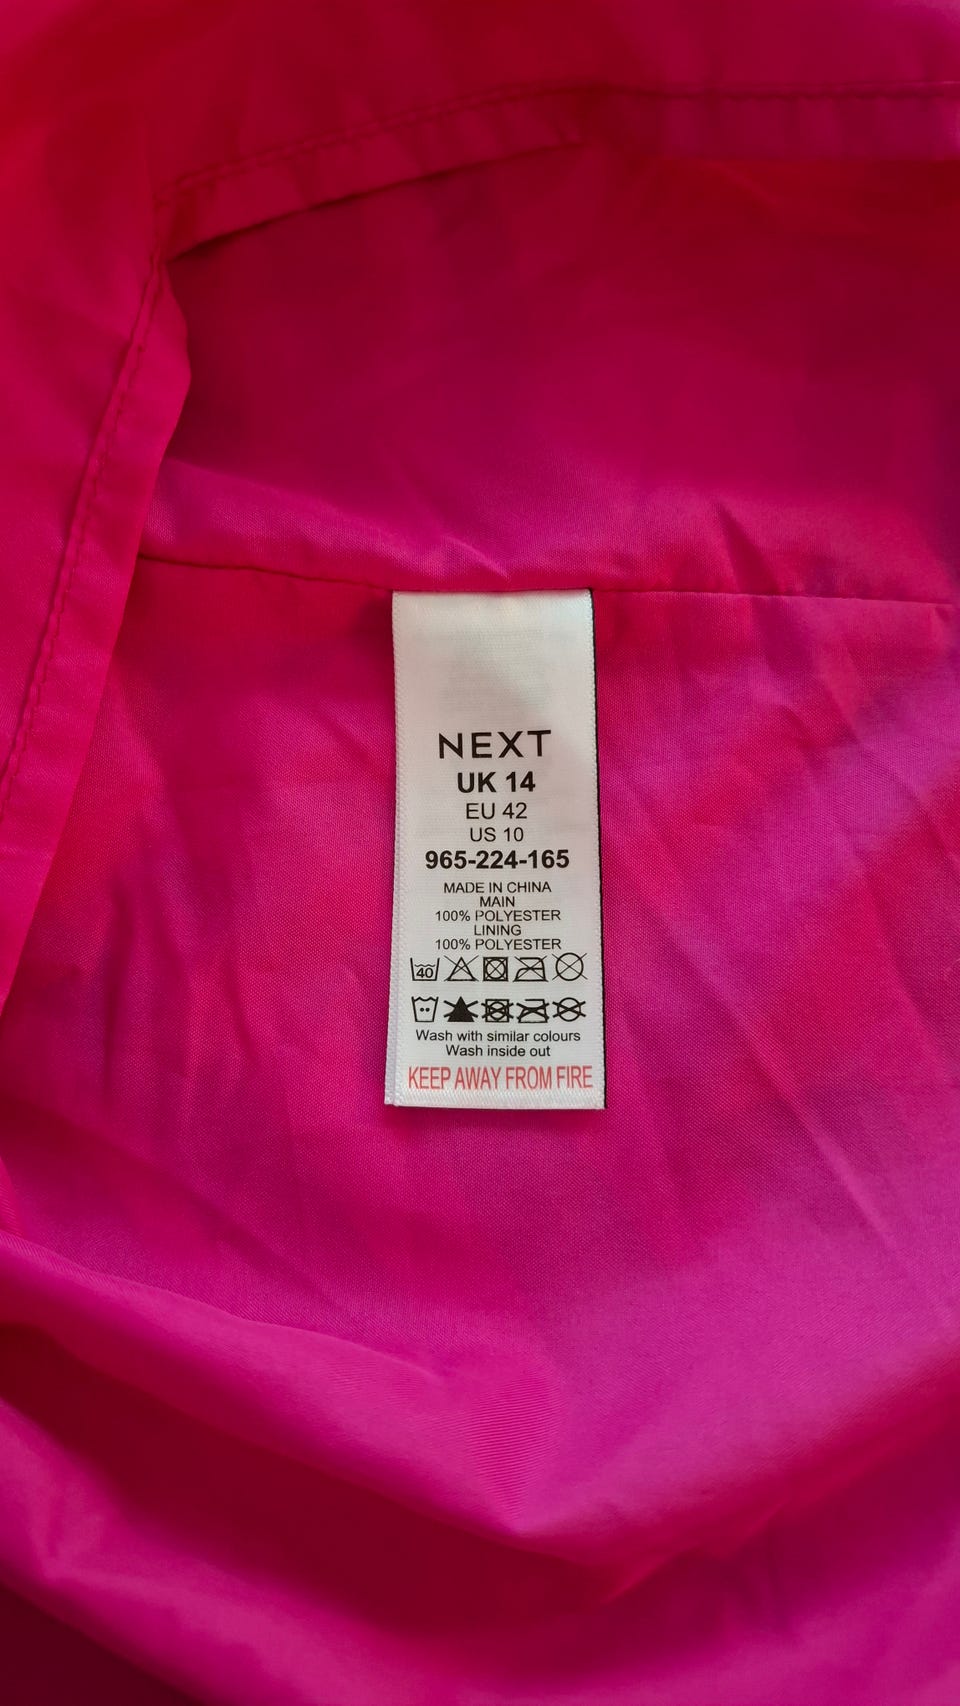 NEXT
UK 14
EU 42
US 10
965-224-165
MADE IN CHINA
MAIN
100% POLYESTER
LINING
100% POLYESTER
40
Wash with similar colours
Wash inside out
KEEP AWAY FROM FIRE